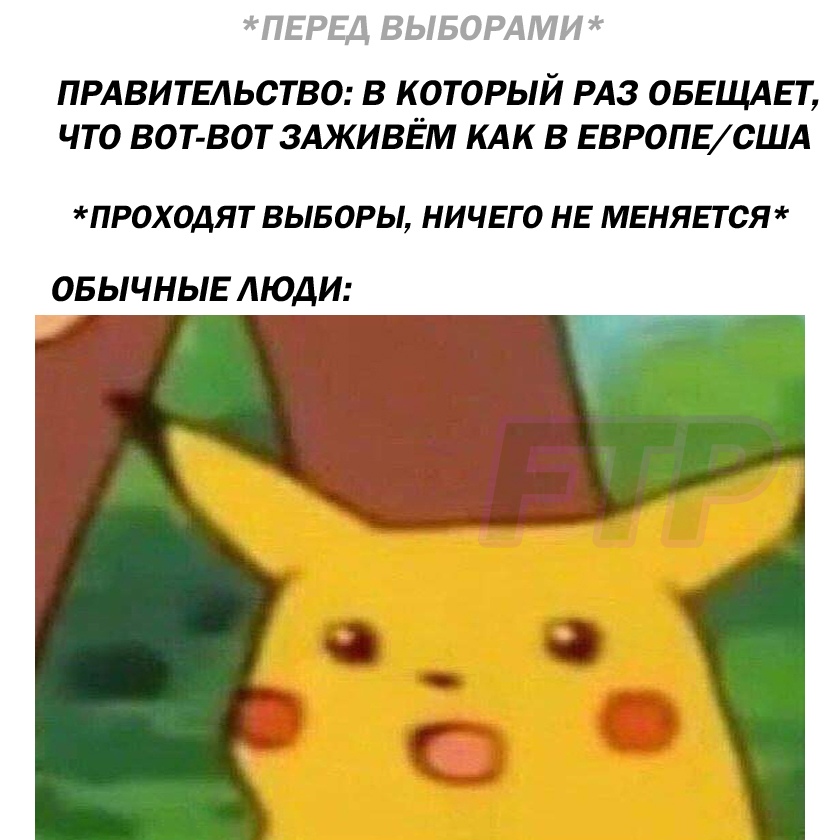 *ПЕРЕД ВЫБОРАМИ*
ПРАВИТЕЛЬСТВО: В КОТОРЫЙ РАЗ ОБЕЩАЕТ,
ЧТО ВОТ-ВОТ ЗАЖИВЁМ КАК В ЕВРОПЕ/США
*ПРОХОДЯТ ВЫБОРЫ, НИЧЕГО НЕ МЕНЯЕТСЯ*
ОБЫЧНЫЕ ЛЮДИ:
FTP